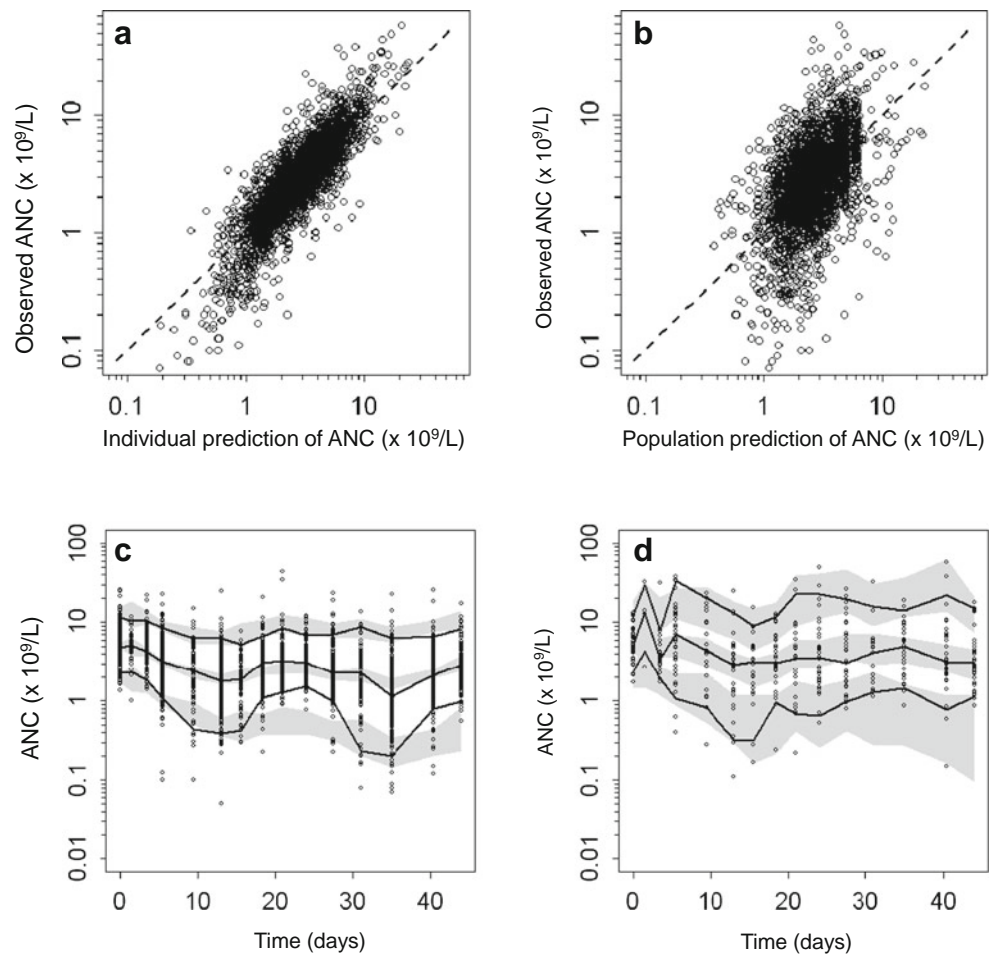 a
Observed ANC (x 10⁹/L)
10
1
0.1
0.1 1 10
Individual prediction of ANC (x 10⁹/L)
b
Observed ANC (x 10⁹/L)
10
1
0.1
0.1 1 10
Population prediction of ANC (x 10⁹/L)
c
ANC (x 10⁹/L)
100
10
1
0.1
0.01
0 10 20 30 40
Time (days)
d
ANC (x 10⁹/L)
100
10
1
0.1
0.01
0 10 20 30 40
Time (days)